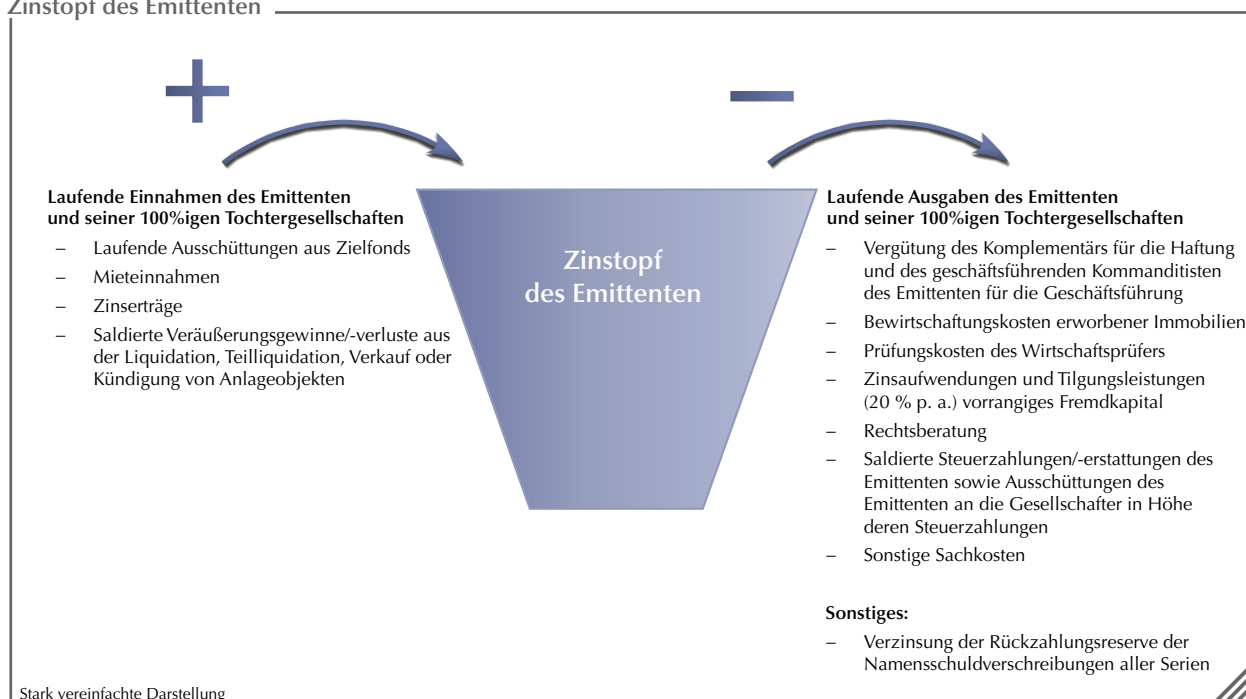 Zinstopf des Emittenten
+
–
Laufende Einnahmen des Emittenten
und seiner 100%igen Tochtergesellschaften
– Laufende Ausschüttungen aus Zielfonds
– Mieteinnahmen
– Zinserträge
– Saldierte Veräußerungsgewinne/-verluste aus
der Liquidation, Teilliquidation, Verkauf oder
Kündigung von Anlageobjekten
Zinstopf
des Emittenten
Laufende Ausgaben des Emittenten
und seiner 100%igen Tochtergesellschaften
– Vergütung des Komplementärs für die Haftung
und des geschäftsführenden Kommanditisten
des Emittenten für die Geschäftsführung
– Bewirtschaftungskosten erworbener Immobilien
– Prüfungskosten des Wirtschaftsprüfers
– Zinsaufwendungen und Tilgungsleistungen
(20 % p. a.) vorrangiges Fremdkapital
– Rechtsberatung
– Saldierte Steuerzahlungen/-erstattungen des
Emittenten sowie Ausschüttungen des
Emittenten an die Gesellschafter in Höhe
deren Steuerzahlungen
– Sonstige Sachkosten
Sonstiges:
– Verzinsung der Rückzahlungsreserve der
Namensschuldverschreibungen aller Serien
Stark vereinfachte Darstellung